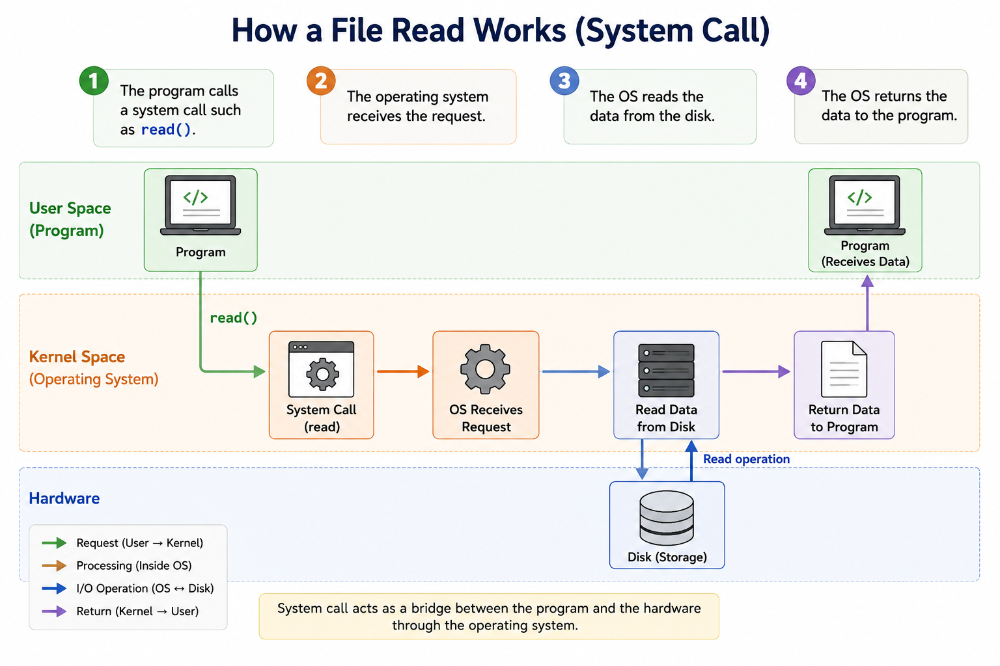 How a File Read Works (System Call)
1
The program calls
a system call such
as read().
2
The operating system
receives the request.
3
The OS reads the
data from the disk.
4
The OS returns the
data to the program.
User Space
(Program)
</>
Program
</>
Program
(Receives Data)
read()
Kernel Space
(Operating System)
System Call
(read)
OS Receives
Request
Read Data
from Disk
Return Data
to Program
Read operation
Hardware
Disk (Storage)
Request (User → Kernel)
Processing (Inside OS)
I/O Operation (OS ↔ Disk)
Return (Kernel → User)
System call acts as a bridge between the program and the hardware
through the operating system.